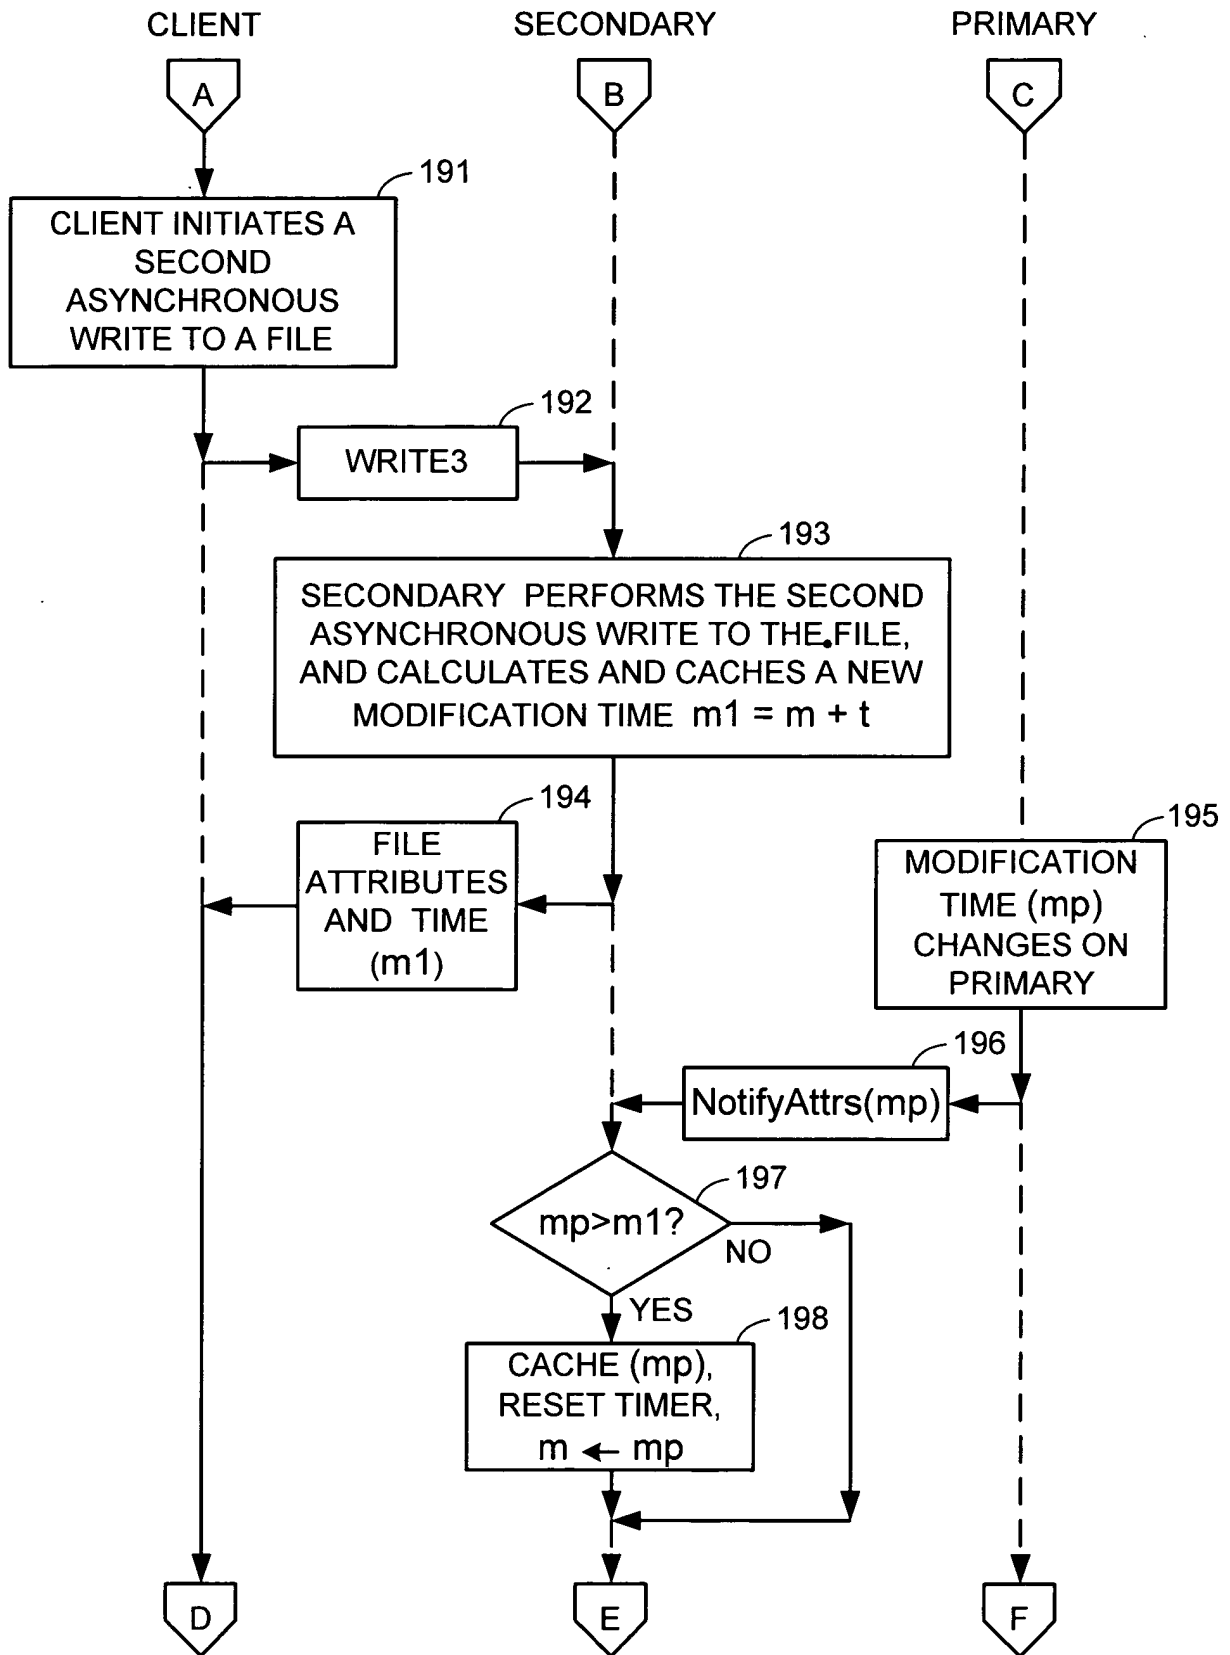 CLIENT
SECONDARY
PRIMARY
A
B
C
191
CLIENT INITIATES A
SECOND
ASYNCHRONOUS
WRITE TO A FILE
192
WRITE3
193
SECONDARY PERFORMS THE SECOND
ASYNCHRONOUS WRITE TO THE FILE,
AND CALCULATES AND CACHES A NEW
MODIFICATION TIME m1 = m + t
194
FILE
ATTRIBUTES
AND TIME
(m1)
195
MODIFICATION
TIME (mp)
CHANGES ON
PRIMARY
196
NotifyAttrs(mp)
197
mp>m1?
NO
YES
198
CACHE (mp),
RESET TIMER,
m ← mp
D
E
F